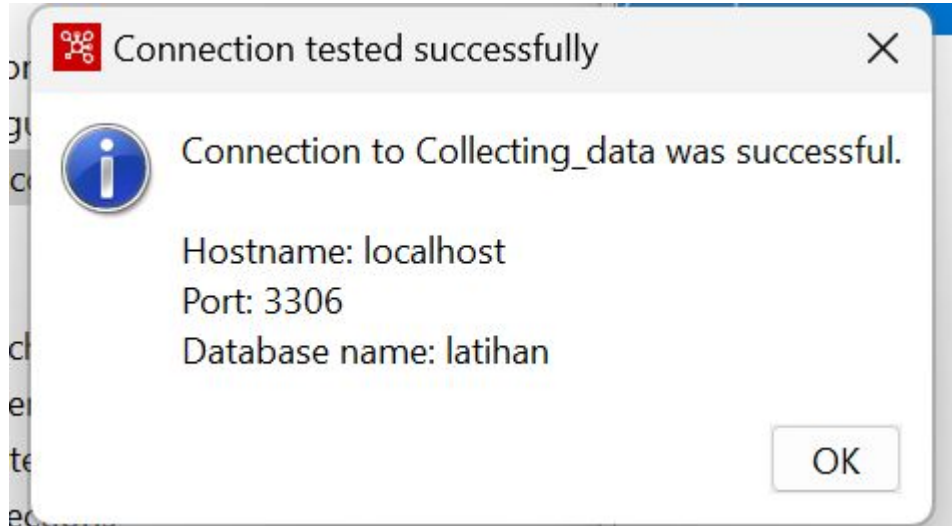 Connection tested successfully
Connection to Collecting_data was successful.
Hostname: localhost
Port: 3306
Database name: latihan
OK